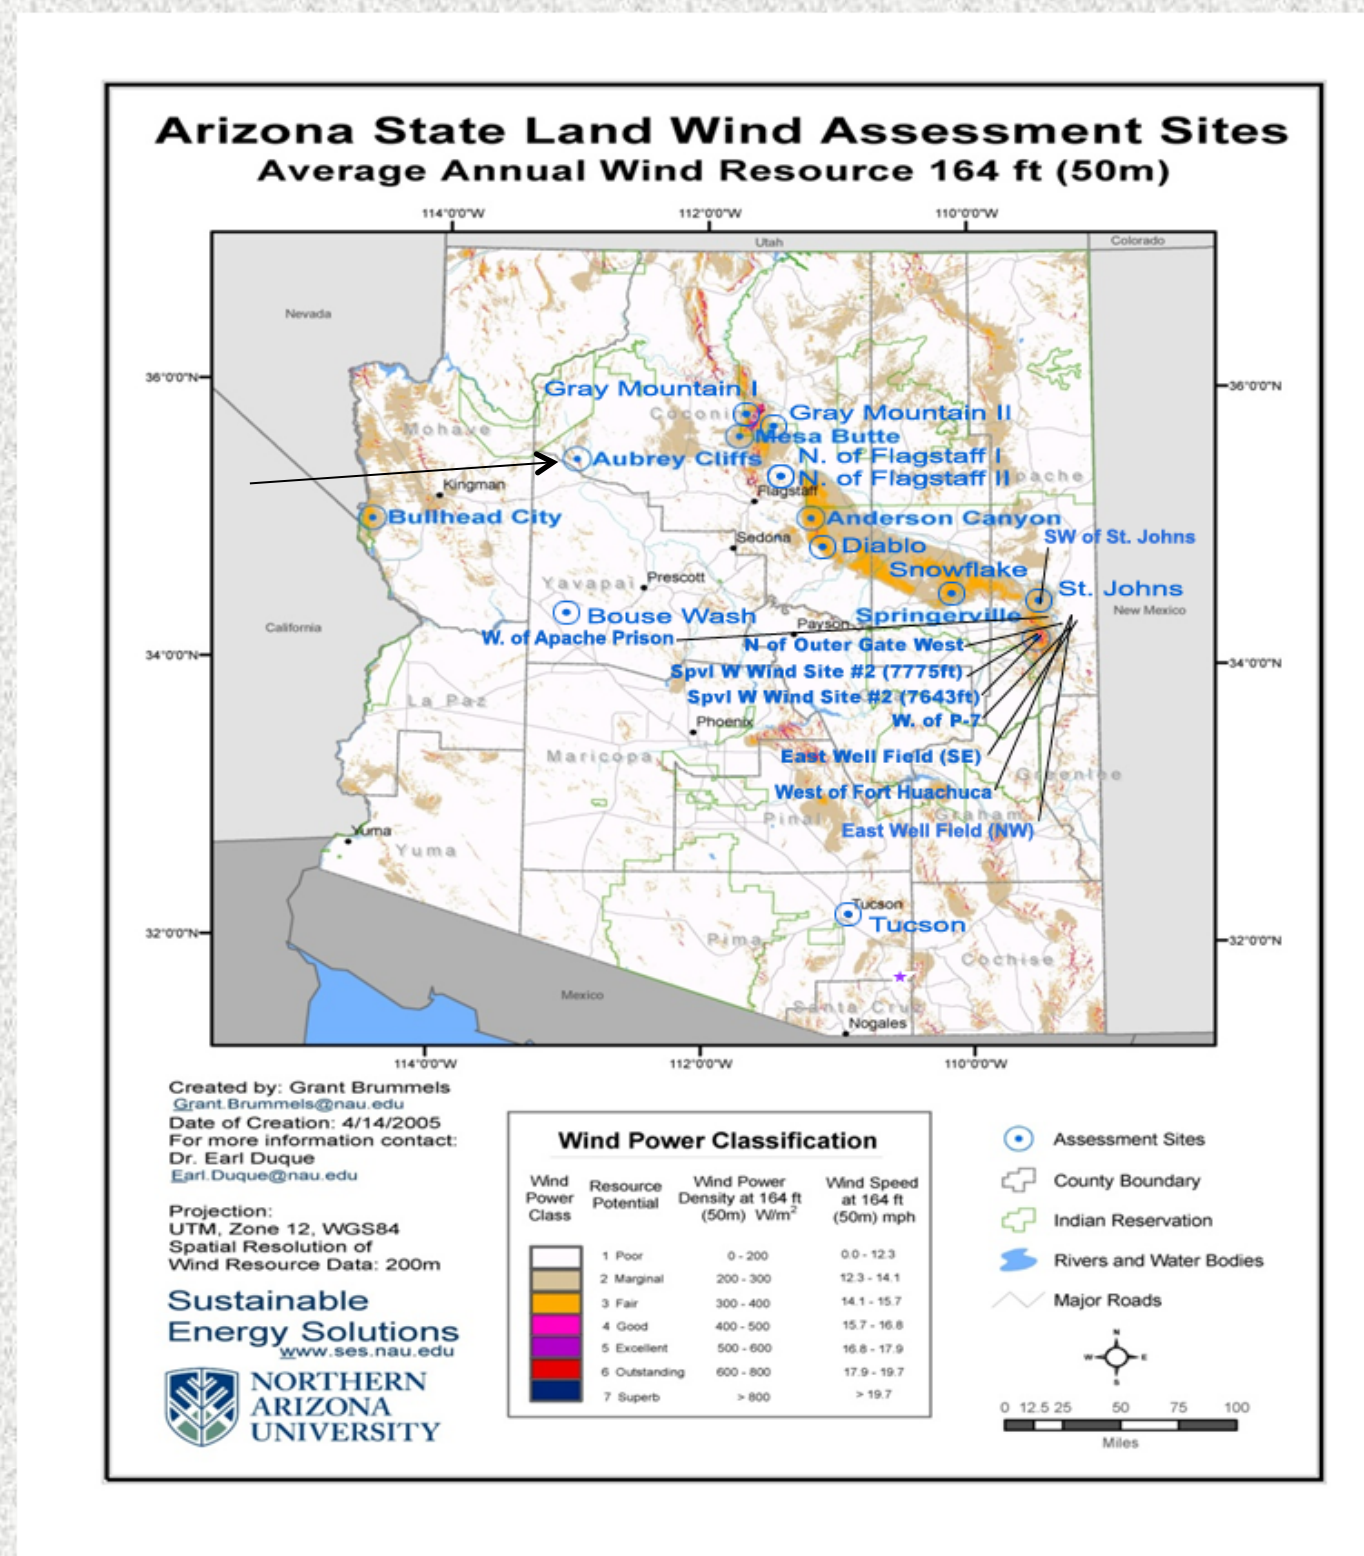 Arizona State Land Wind Assessment Sites
Average Annual Wind Resource 164 ft (50m)
114°0'0"W 112°0'0"W 110°0'0"W
Utah
Colorado
Nevada
36°0'0"N
36°0'0"N
Gray Mountain I
Coconi
Gray Mountain II
Mohave
Mesa Butte
N. of Flagstaff I
Aubrey Cliffs
N. of Flagstaff II
pache
Kingman
Flagstaff
Bullhead City
Anderson Canyon
SW of St. Johns
Sedona
Diablo
Snowflake
Yavapai
Prescott
St. Johns
New Mexico
Bouse Wash
Springerville
California
Payson
W. of Apache Prison
N of Outer Gate West
34°0'0"N
34°0'0"N
Spvl W Wind Site #2 (7775ft)
Spvl W Wind Site #2 (7643ft)
La Paz
W. of P-7
Phoenix
Maricopa
East Well Field (SE)
Greenlee
West of Fort Huachuca
Pinal
Graham
Yuma
East Well Field (NW)
Yuma
Tucson
Tucson
32°0'0"N
32°0'0"N
Pima
Cochise
Mexico
Santa Cruz
Nogales
114°0'0"W 112°0'0"W 110°0'0"W
Created by: Grant Brummels
Grant.Brummels@nau.edu
Date of Creation: 4/14/2005
For more information contact:
Dr. Earl Duque
Earl.Duque@nau.edu
Projection:
UTM, Zone 12, WGS84
Spatial Resolution of
Wind Resource Data: 200m
Sustainable
Energy Solutions
www.ses.nau.edu
NORTHERN
ARIZONA
UNIVERSITY
Wind Power Classification
Wind Power Class
Resource Potential
Wind Power Density at 164 ft (50m) W/m²
Wind Speed at 164 ft (50m) mph
1 Poor 0 - 200 0.0 - 12.3
2 Marginal 200 - 300 12.3 - 14.1
3 Fair 300 - 400 14.1 - 15.7
4 Good 400 - 500 15.7 - 16.8
5 Excellent 500 - 600 16.8 - 17.9
6 Outstanding 600 - 800 17.9 - 19.7
7 Superb > 800 > 19.7
Assessment Sites
County Boundary
Indian Reservation
Rivers and Water Bodies
Major Roads
N
W E
S
0 12.5 25 50 75 100
Miles